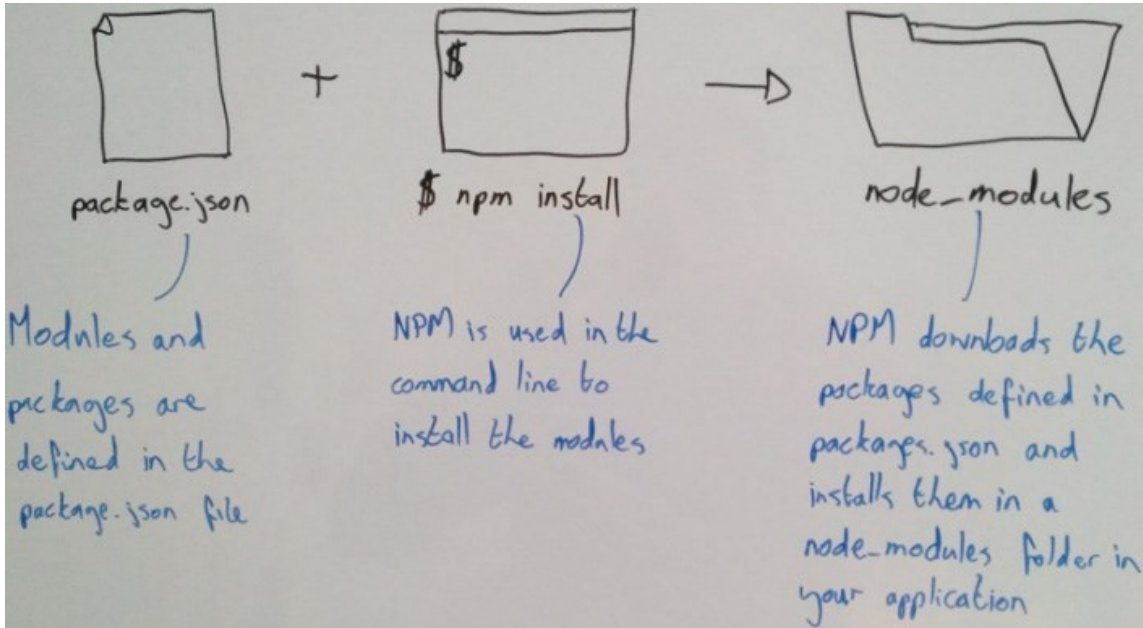 +
$
→
package.json
$ npm install
node_modules
Modules and
packages are
defined in the
package.json file
NPM is used in the
command line to
install the modules
NPM downloads the
packages defined in
packages.json and
installs them in a
node_modules folder in
your application